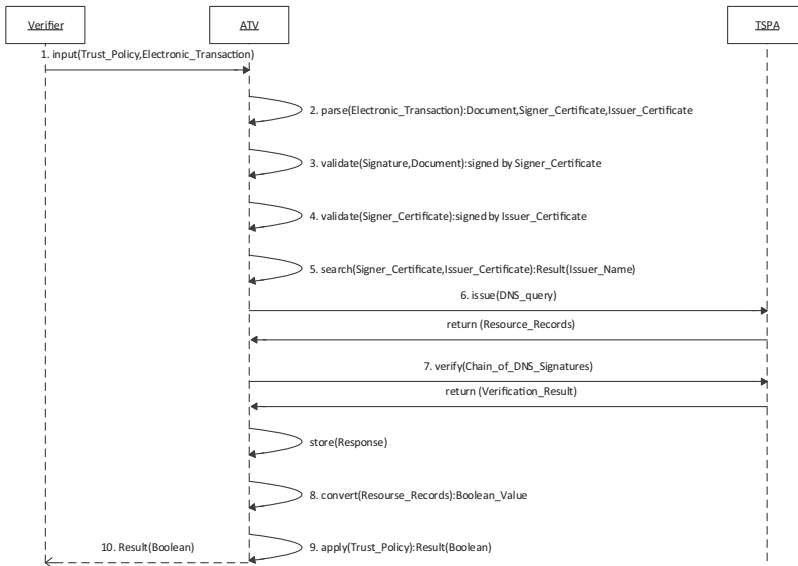 Verifier
ATV
TSPA
1. input(Trust_Policy,Electronic_Transaction)
2. parse(Electronic_Transaction):Document,Signer_Certificate,Issuer_Certificate
3. validate(Signature,Document):signed by Signer_Certificate
4. validate(Signer_Certificate):signed by Issuer_Certificate
5. search(Signer_Certificate,Issuer_Certificate):Result(Issuer_Name)
6. issue(DNS_query)
return (Resource_Records)
7. verify(Chain_of_DNS_Signatures)
return (Verification_Result)
store(Response)
8. convert(Resourse_Records):Boolean_Value
10. Result(Boolean)
9. apply(Trust_Policy):Result(Boolean)